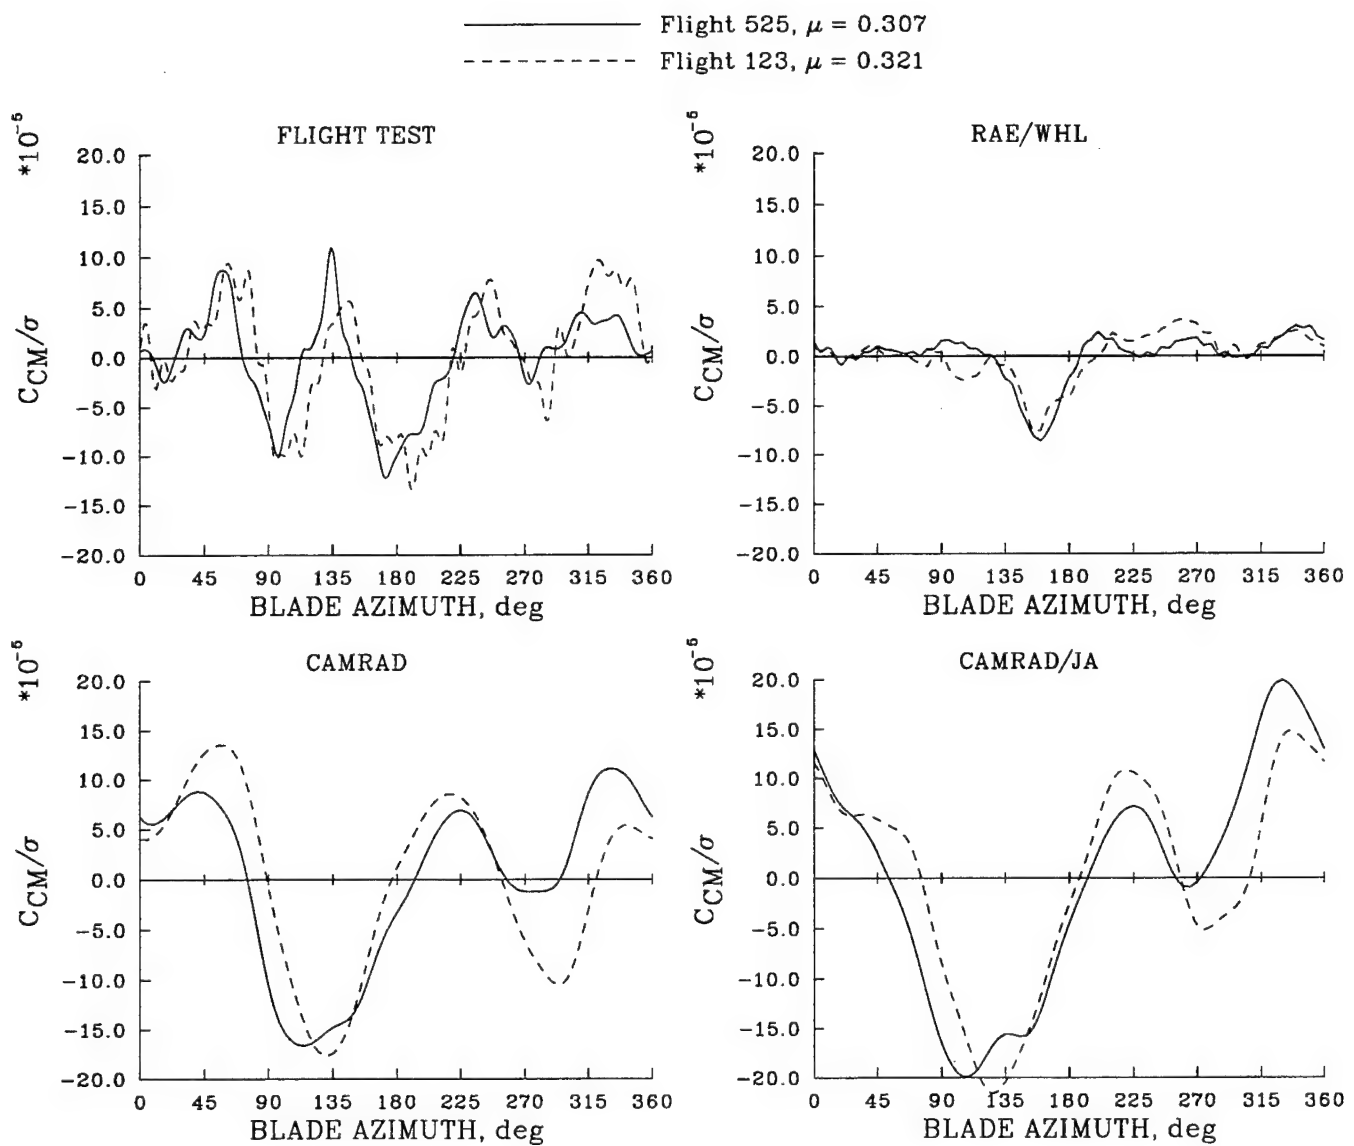 Flight 525, μ = 0.307
Flight 123, μ = 0.321
FLIGHT TEST
*10⁻⁵
20.0
15.0
10.0
5.0
0.0
-5.0
-10.0
-15.0
-20.0
C_CM/σ
0 45 90 135 180 225 270 315 360
BLADE AZIMUTH, deg
RAE/WHL
*10⁻⁵
20.0
15.0
10.0
5.0
0.0
-5.0
-10.0
-15.0
-20.0
C_CM/σ
0 45 90 135 180 225 270 315 360
BLADE AZIMUTH, deg
CAMRAD
*10⁻⁵
20.0
15.0
10.0
5.0
0.0
-5.0
-10.0
-15.0
-20.0
C_CM/σ
0 45 90 135 180 225 270 315 360
BLADE AZIMUTH, deg
CAMRAD/JA
*10⁻⁵
20.0
15.0
10.0
5.0
0.0
-5.0
-10.0
-15.0
-20.0
C_CM/σ
0 45 90 135 180 225 270 315 360
BLADE AZIMUTH, deg